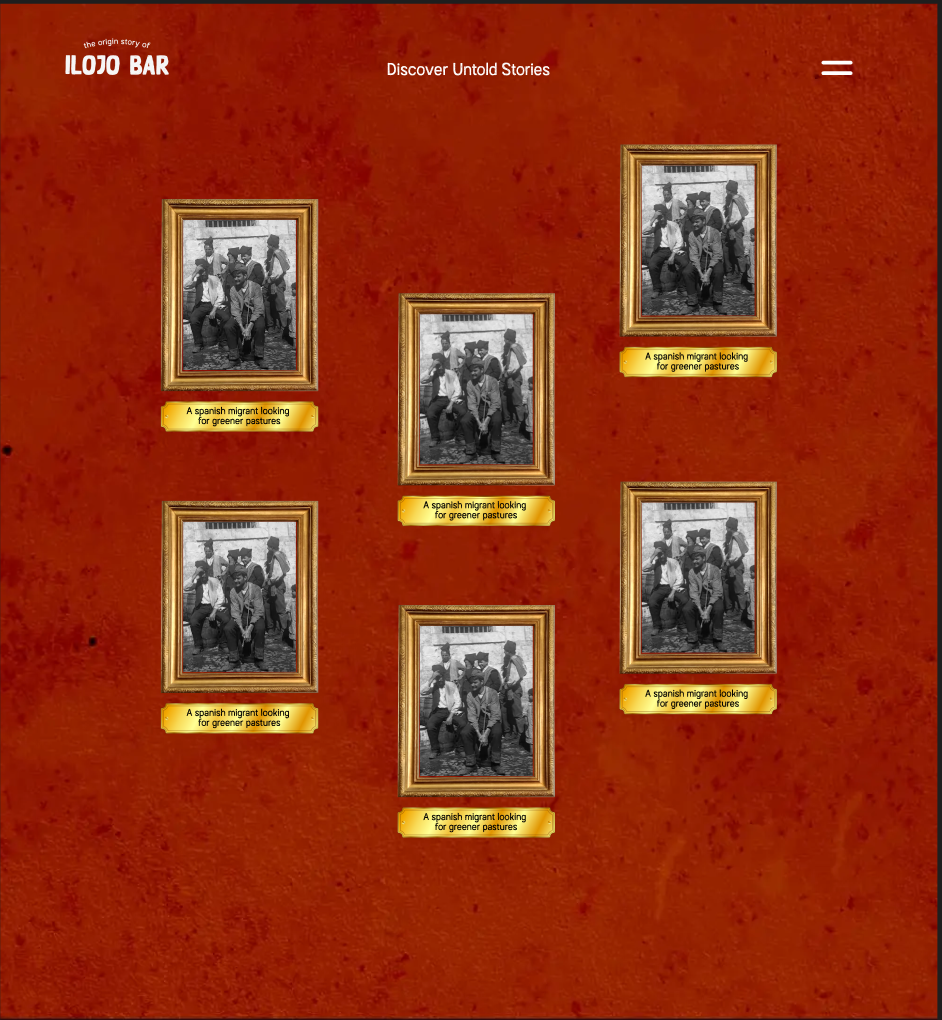 the origin story of
ILOJO BAR
Discover Untold Stories
A spanish migrant looking
for greener pastures
A spanish migrant looking
for greener pastures
A spanish migrant looking
for greener pastures
A spanish migrant looking
for greener pastures
A spanish migrant looking
for greener pastures
A spanish migrant looking
for greener pastures